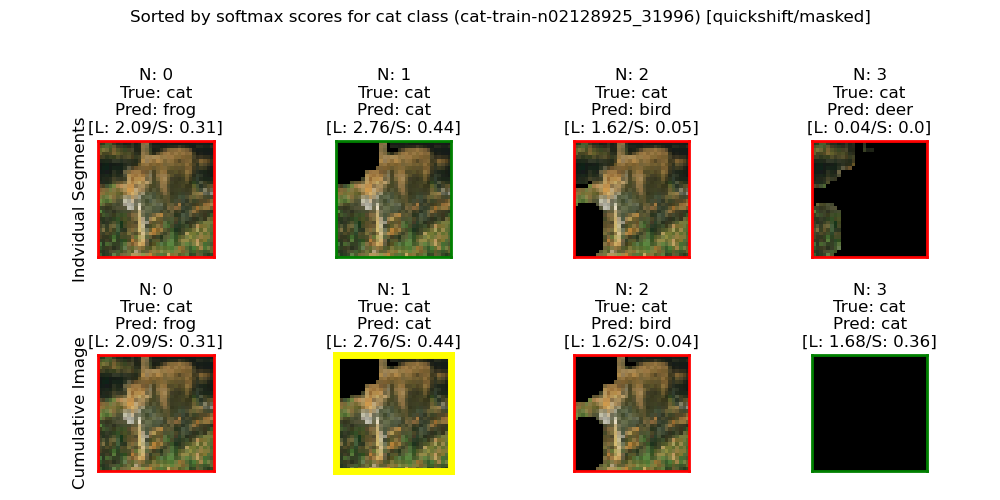 Sorted by softmax scores for cat class (cat-train-n02128925_31996) [quickshift/masked]
Indvidual Segments
N: 0
True: cat
Pred: frog
[L: 2.09/S: 0.31]
N: 1
True: cat
Pred: cat
[L: 2.76/S: 0.44]
N: 2
True: cat
Pred: bird
[L: 1.62/S: 0.05]
N: 3
True: cat
Pred: deer
[L: 0.04/S: 0.0]
Cumulative Image
N: 0
True: cat
Pred: frog
[L: 2.09/S: 0.31]
N: 1
True: cat
Pred: cat
[L: 2.76/S: 0.44]
N: 2
True: cat
Pred: bird
[L: 1.62/S: 0.04]
N: 3
True: cat
Pred: cat
[L: 1.68/S: 0.36]